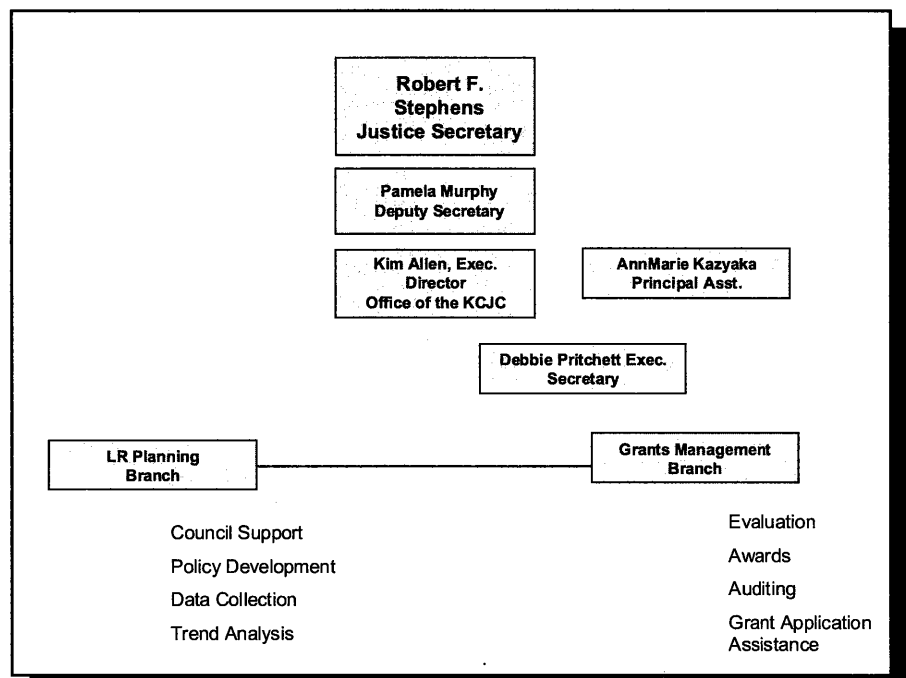 Robert F.
Stephens
Justice Secretary
Pamela Murphy
Deputy Secretary
Kim Allen, Exec.
Director
Office of the KCJC
AnnMarie Kazyaka
Principal Asst.
Debbie Pritchett Exec.
Secretary
LR Planning
Branch
Grants Management
Branch
Council Support
Policy Development
Data Collection
Trend Analysis
Evaluation
Awards
Auditing
Grant Application
Assistance